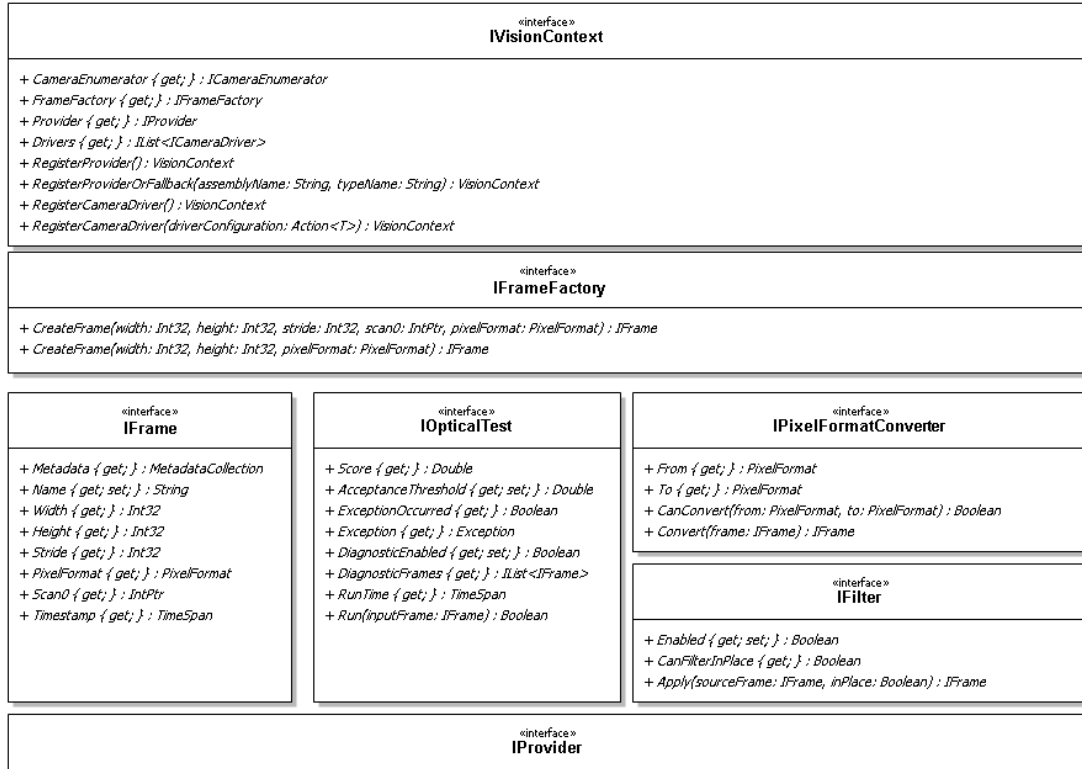 «interface»
IVisionContext
+ CameraEnumerator { get; } : ICameraEnumerator
+ FrameFactory { get; } : IFrameFactory
+ Provider { get; } : IProvider
+ Drivers { get; } : IList<ICameraDriver>
+ RegisterProvider() : VisionContext
+ RegisterProviderOrFallback(assemblyName: String, typeName: String) : VisionContext
+ RegisterCameraDriver() : VisionContext
+ RegisterCameraDriver(driverConfiguration: Action<T>) : VisionContext
«interface»
IFrameFactory
+ CreateFrame(width: Int32, height: Int32, stride: Int32, scan0: IntPtr, pixelFormat: PixelFormat) : IFrame
+ CreateFrame(width: Int32, height: Int32, pixelFormat: PixelFormat) : IFrame
«interface»
IFrame
+ Metadata { get; } : MetadataCollection
+ Name { get; set; } : String
+ Width { get; } : Int32
+ Height { get; } : Int32
+ Stride { get; } : Int32
+ PixelFormat { get; } : PixelFormat
+ Scan0 { get; } : IntPtr
+ Timestamp { get; } : TimeSpan
«interface»
IOpticalTest
+ Score { get; } : Double
+ AcceptanceThreshold { get; set; } : Double
+ ExceptionOccurred { get; } : Boolean
+ Exception { get; } : Exception
+ DiagnosticEnabled { get; set; } : Boolean
+ DiagnosticFrames { get; } : IList<IFrame>
+ RunTime { get; } : TimeSpan
+ Run(inputFrame: IFrame) : Boolean
«interface»
IPixelFormatConverter
+ From { get; } : PixelFormat
+ To { get; } : PixelFormat
+ CanConvert(from: PixelFormat, to: PixelFormat) : Boolean
+ Convert(frame: IFrame) : IFrame
«interface»
IFilter
+ Enabled { get; set; } : Boolean
+ CanFilterInPlace { get; } : Boolean
+ Apply(sourceFrame: IFrame, inPlace: Boolean) : IFrame
«interface»
IProvider